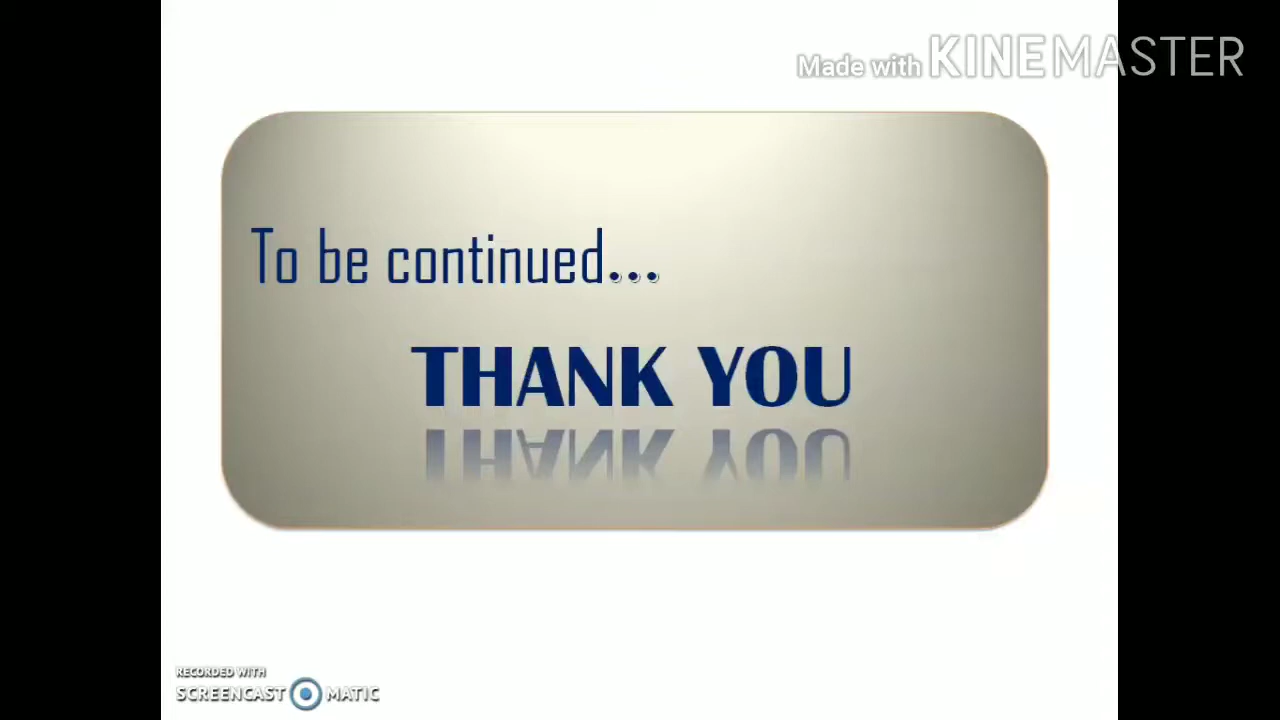 Made with KINEMASTER
To be continued...
THANK YOU
RECORDED WITH
SCREENCAST MATIC